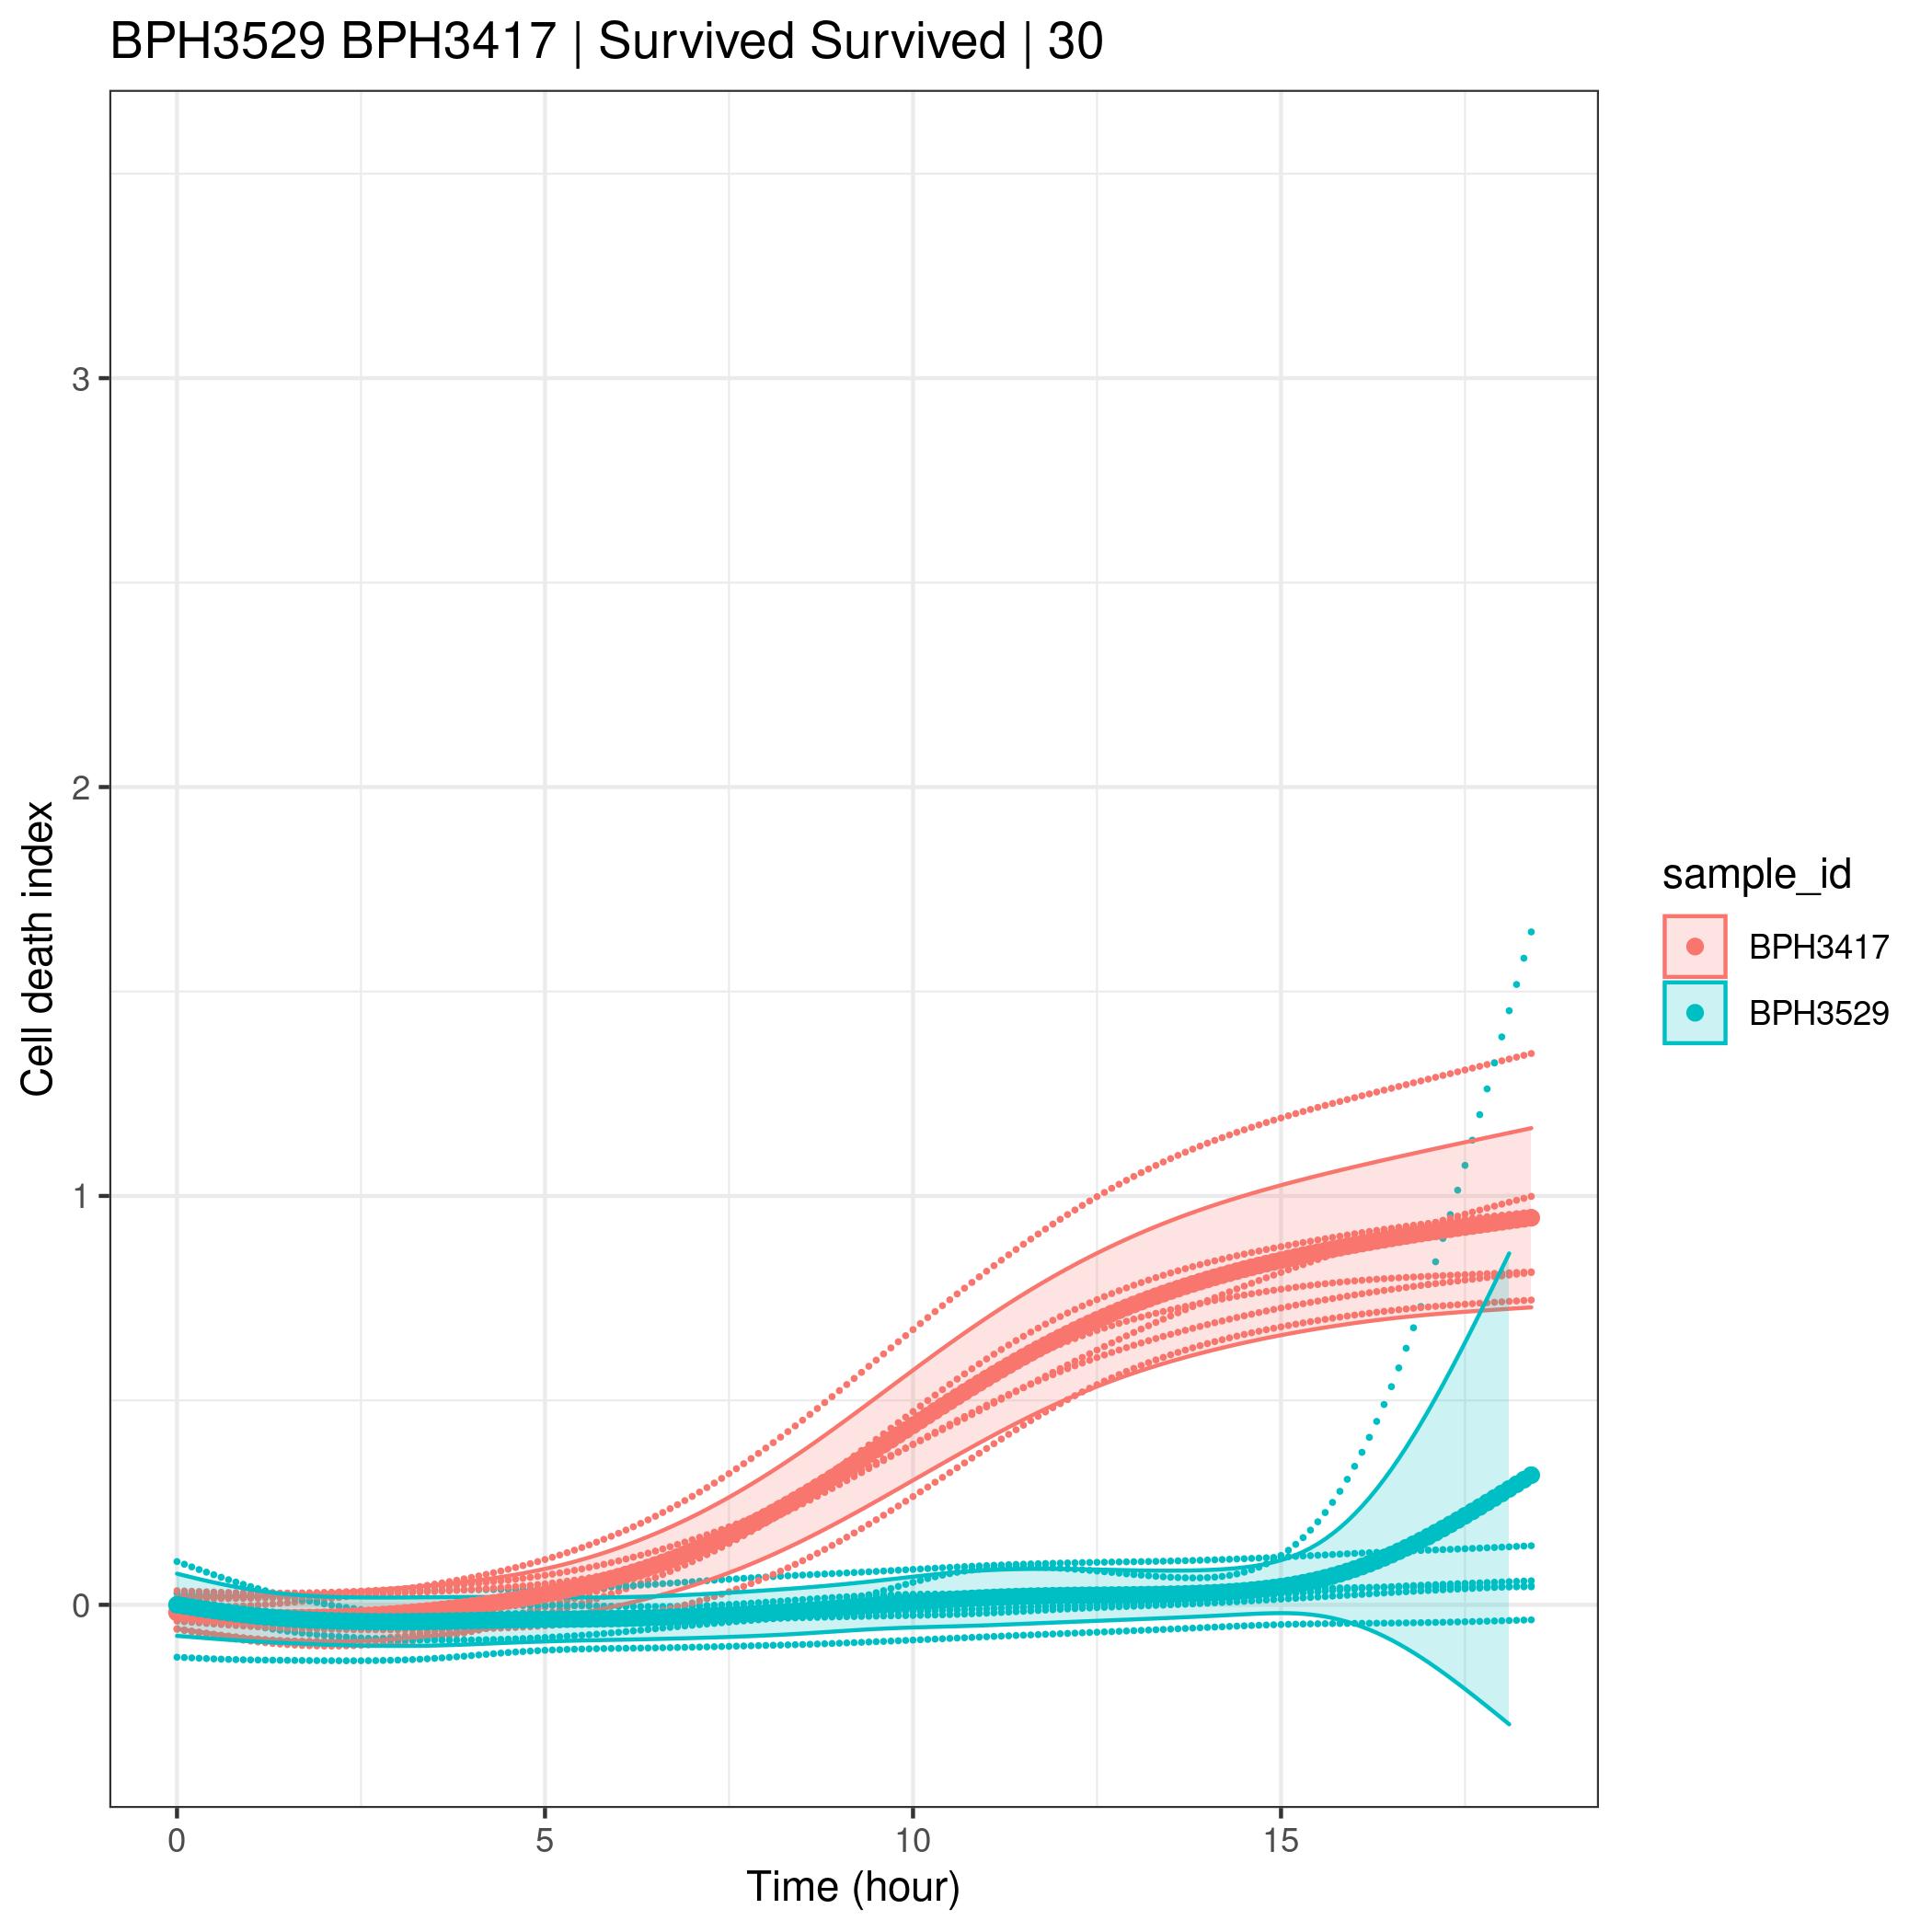 BPH3529 BPH3417 | Survived Survived | 30
3
2
1
0
Cell death index
0
5
10
15
Time (hour)
sample_id
BPH3417
BPH3529